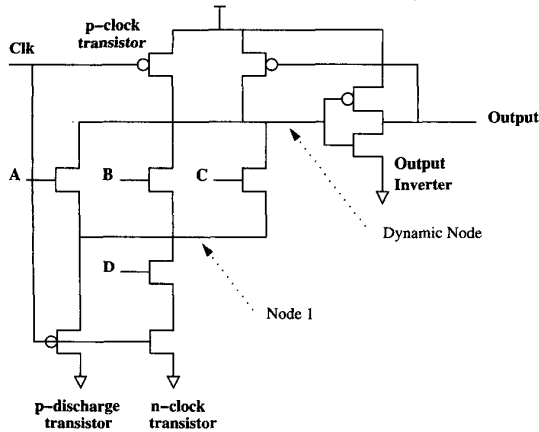 p-clock
transistor
Clk
Output
A
B
C
Output
Inverter
Dynamic Node
D
Node 1
p-discharge
transistor
n-clock
transistor